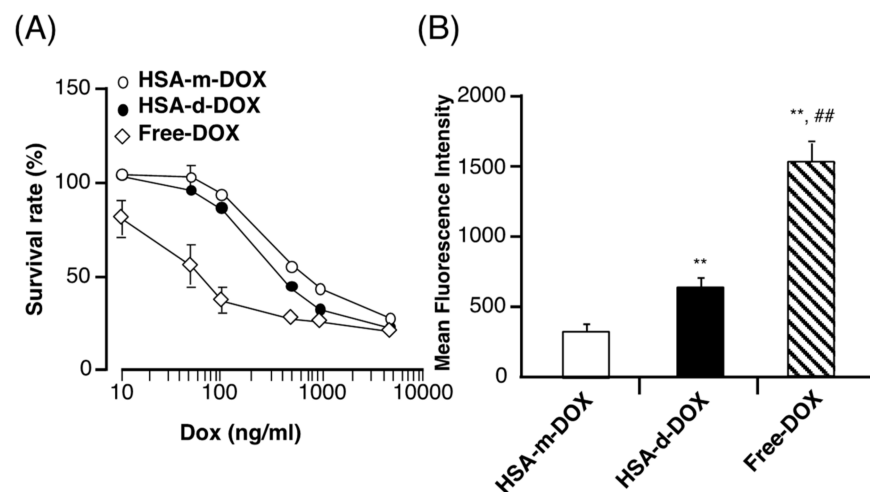 (A)
HSA-m-DOX
HSA-d-DOX
Free-DOX
Survival rate (%)
150
100
50
0
10
100
1000
10000
Dox (ng/ml)
(B)
Mean Fluorescence Intensity
2000
1500
1000
500
0
**
**, ##
HSA-m-DOX
HSA-d-DOX
Free-DOX